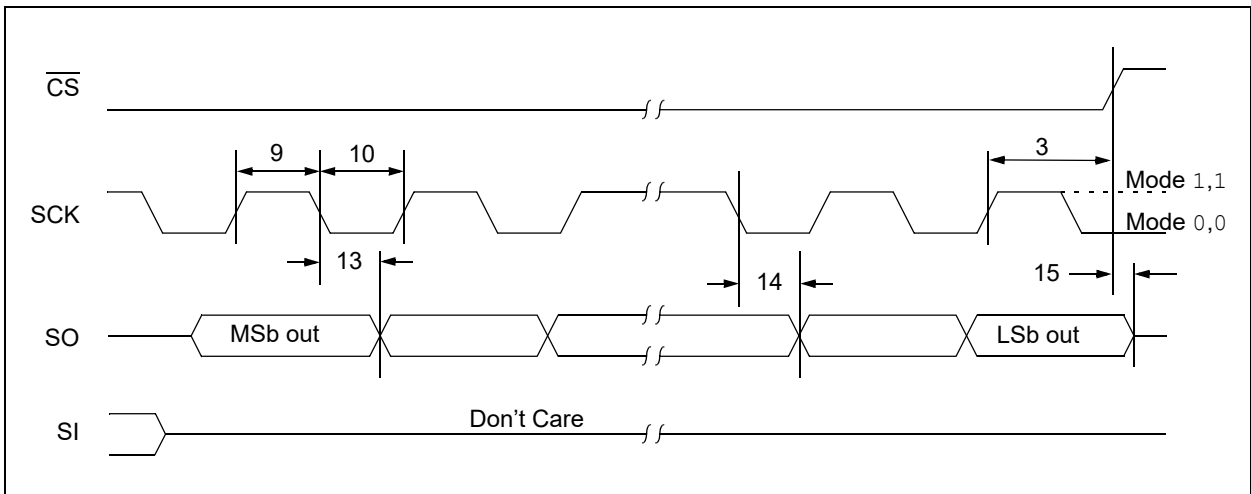 CS
9
10
3
Mode 1,1
SCK
Mode 0,0
13
14
15
SO
MSb out
LSb out
SI
Don't Care